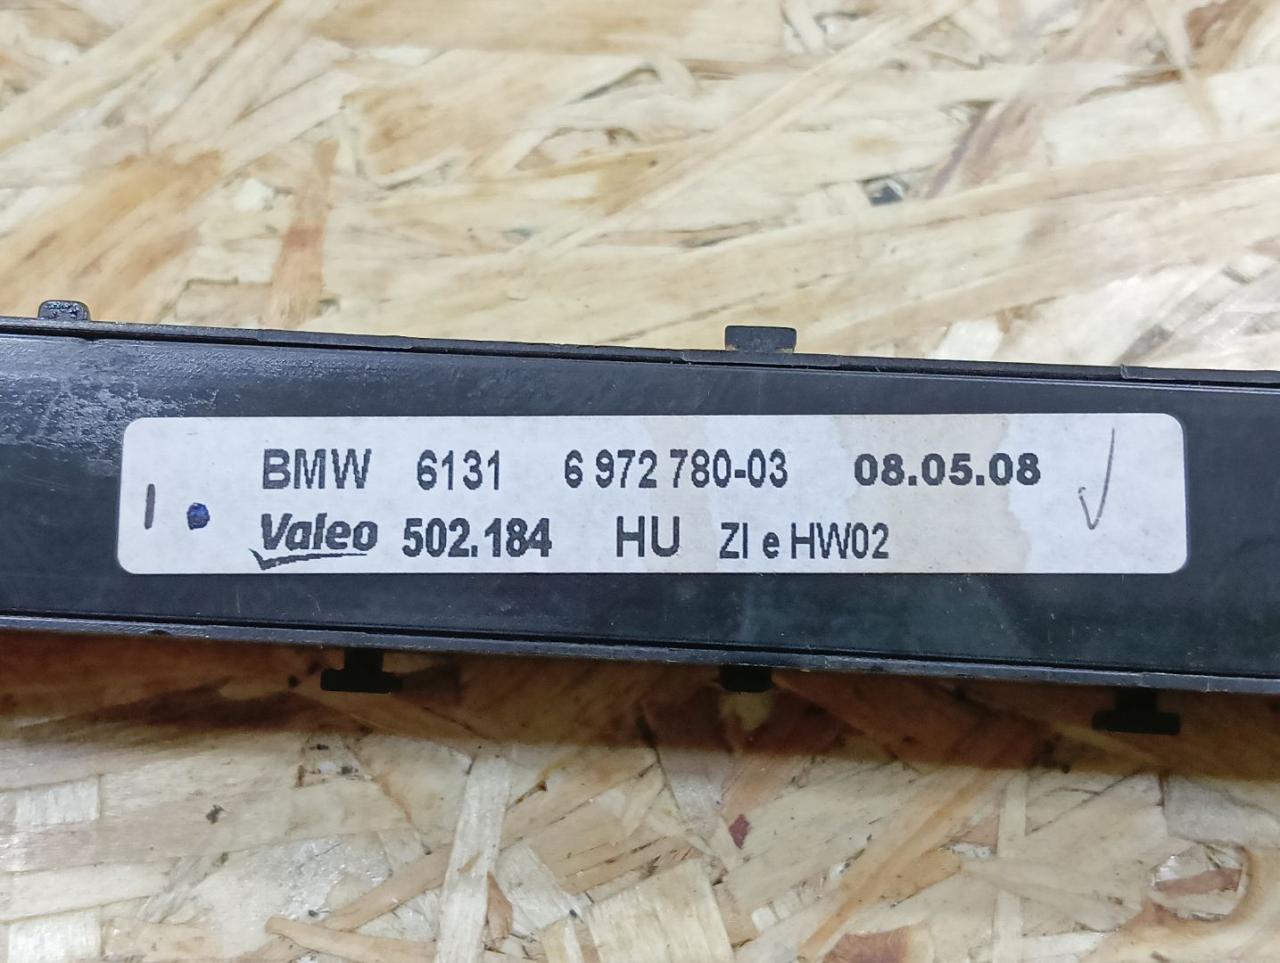 BMW 6131 6 972 780-03 08.05.08
Valeo 502.184 HU ZI e HW02